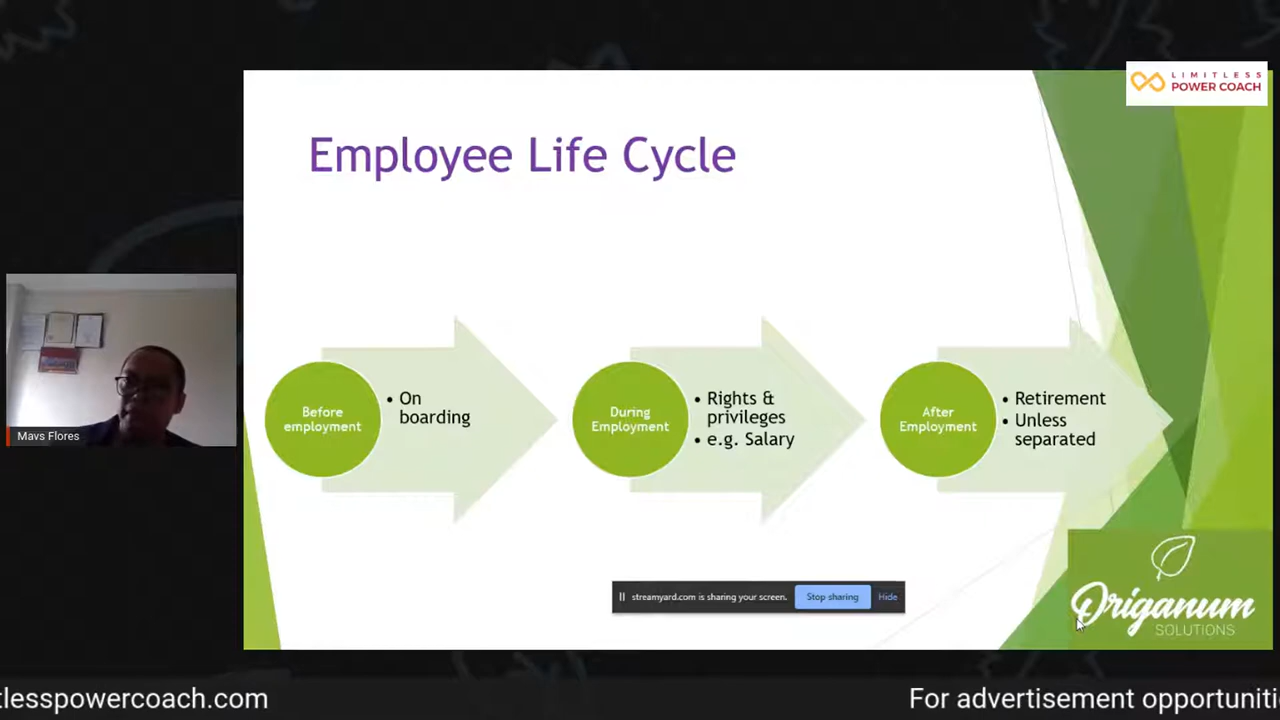 LIMITLESS
POWER COACH
Employee Life Cycle
Before
employment
• On
boarding
During
Employment
• Rights &
privileges
• e.g. Salary
After
Employment
• Retirement
• Unless
separated
Mavs Flores
streamyard.com is sharing your screen.
Stop sharing
Hide
Origanum
SOLUTIONS
tlesspowercoach.com
For advertisement opportuniti